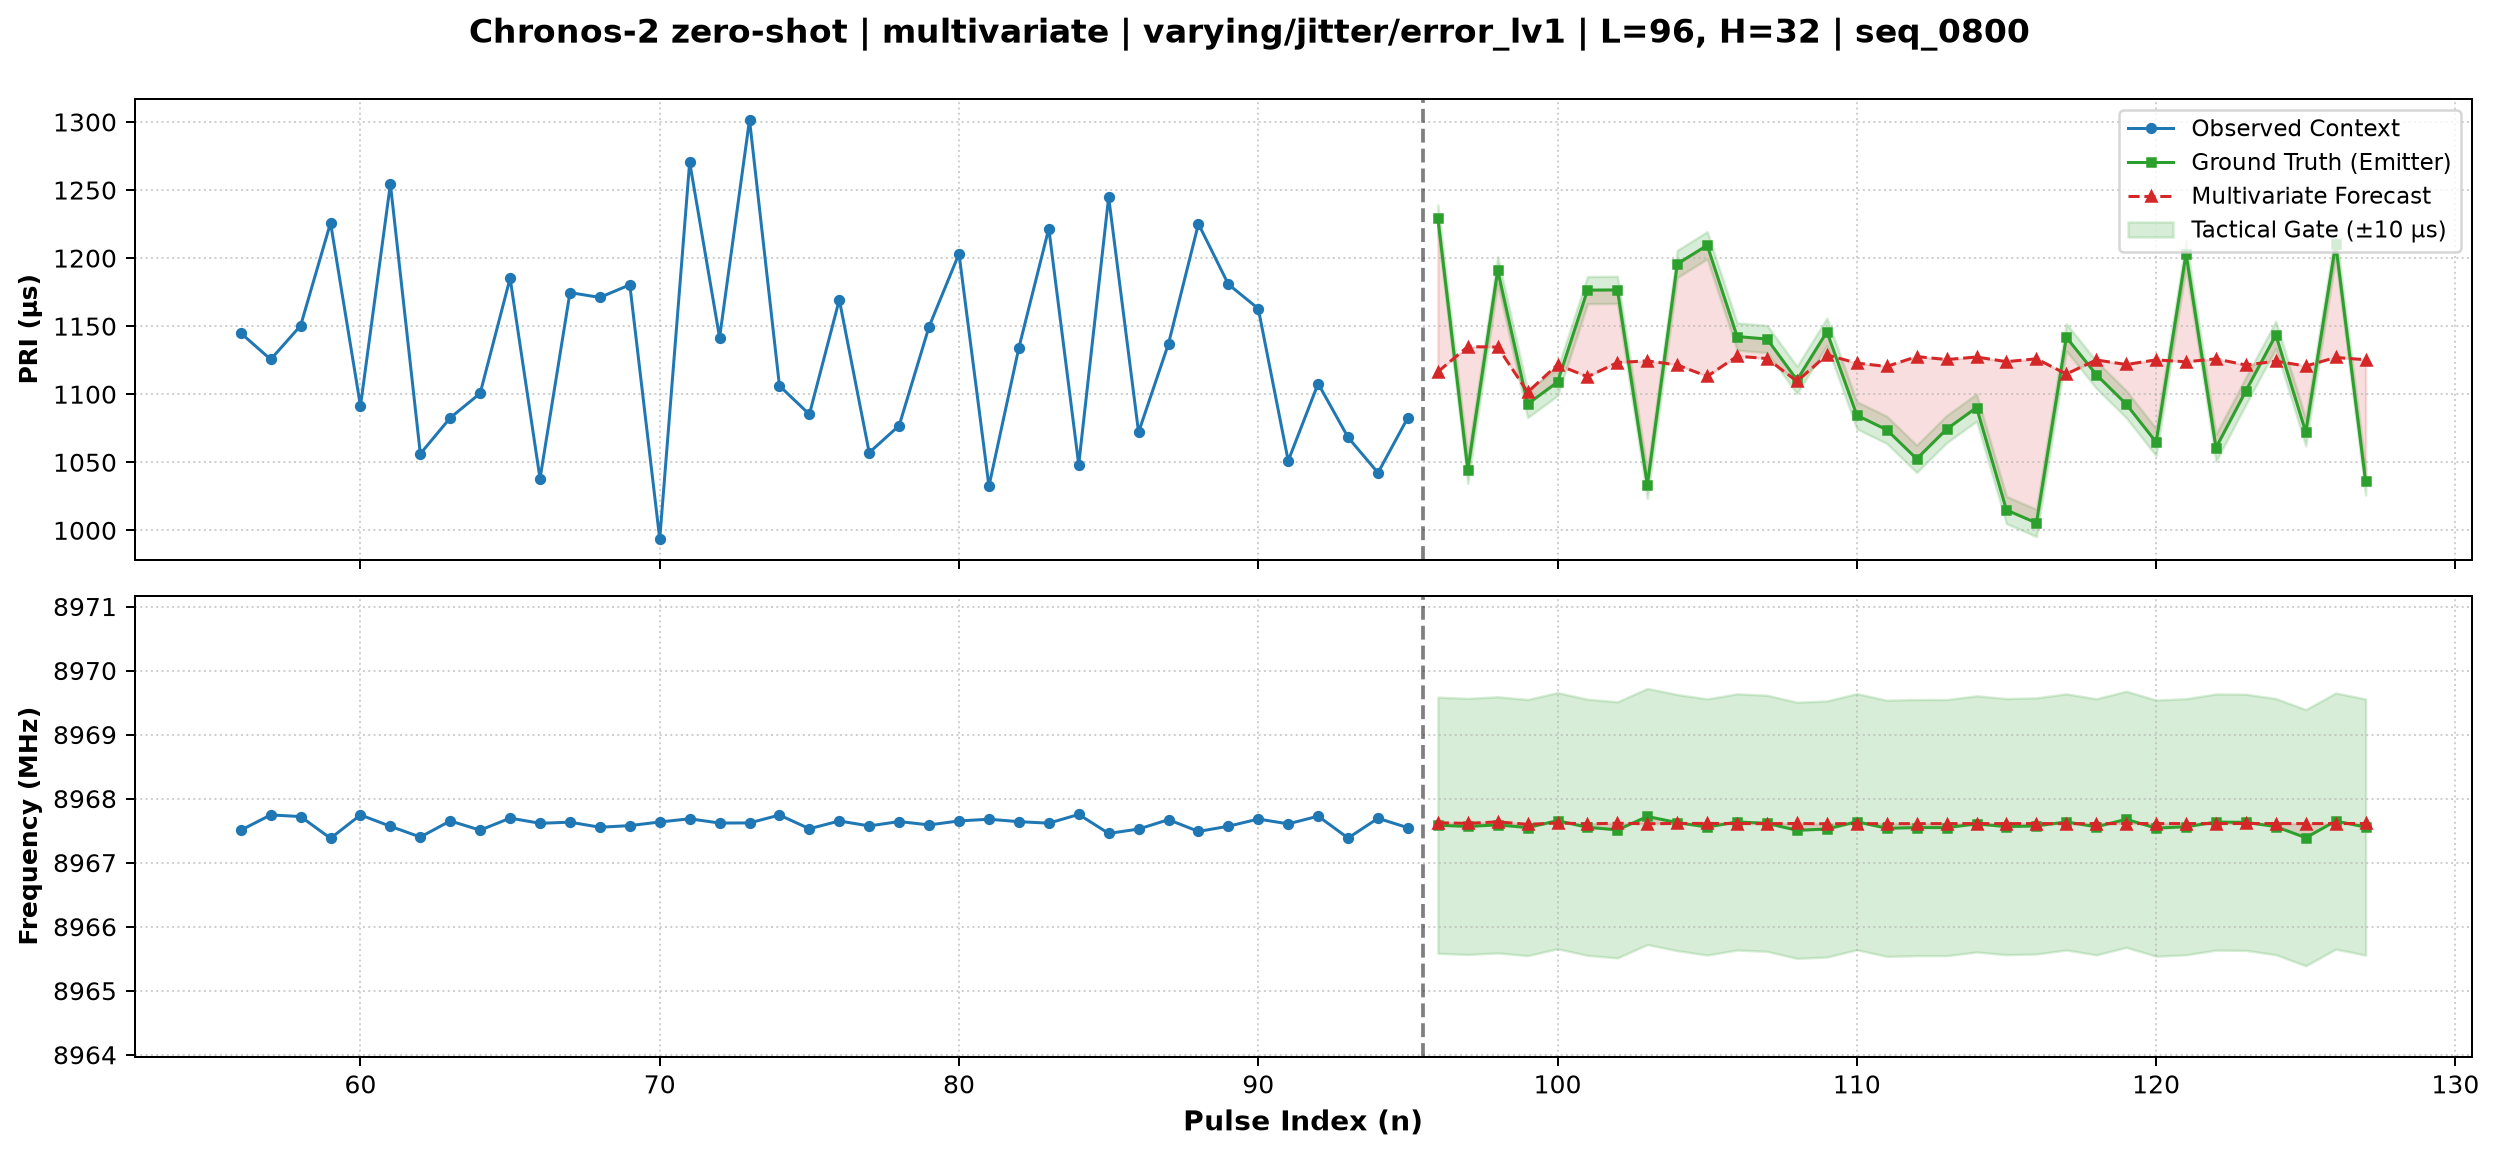 Chronos-2 zero-shot | multivariate | varying/jitter/error_lv1 | L=96, H=32 | seq_0800
1300
1250
1200
1150
1100
1050
1000
PRI (µs)
Observed Context
Ground Truth (Emitter)
Multivariate Forecast
Tactical Gate (±10 µs)
8971
8970
8969
8968
8967
8966
8965
8964
Frequency (MHz)
60 70 80 90 100 110 120 130
Pulse Index (n)